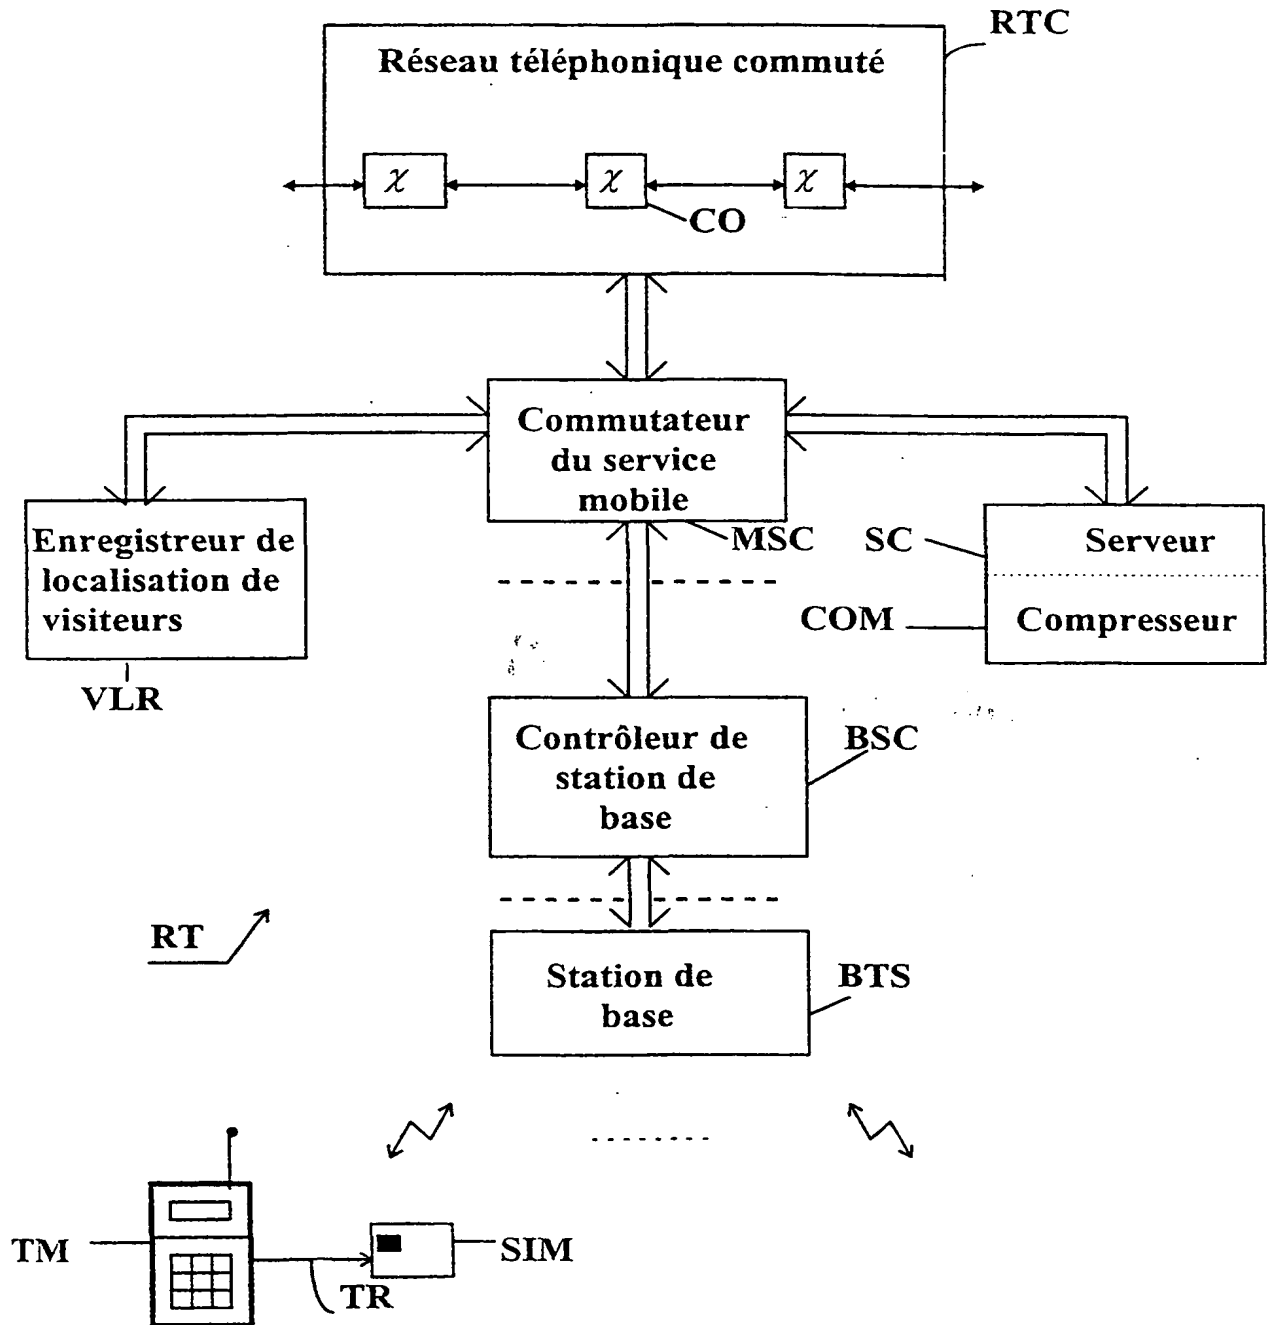 RTC
Réseau téléphonique commuté
χ χ χ
CO
Commutateur
du service
mobile
MSC
Enregistreur de
localisation de
visiteurs
VLR
SC
Serveur
COM
Compresseur
Contrôleur de
station de
base
BSC
RT
Station de
base
BTS
TM
SIM
TR